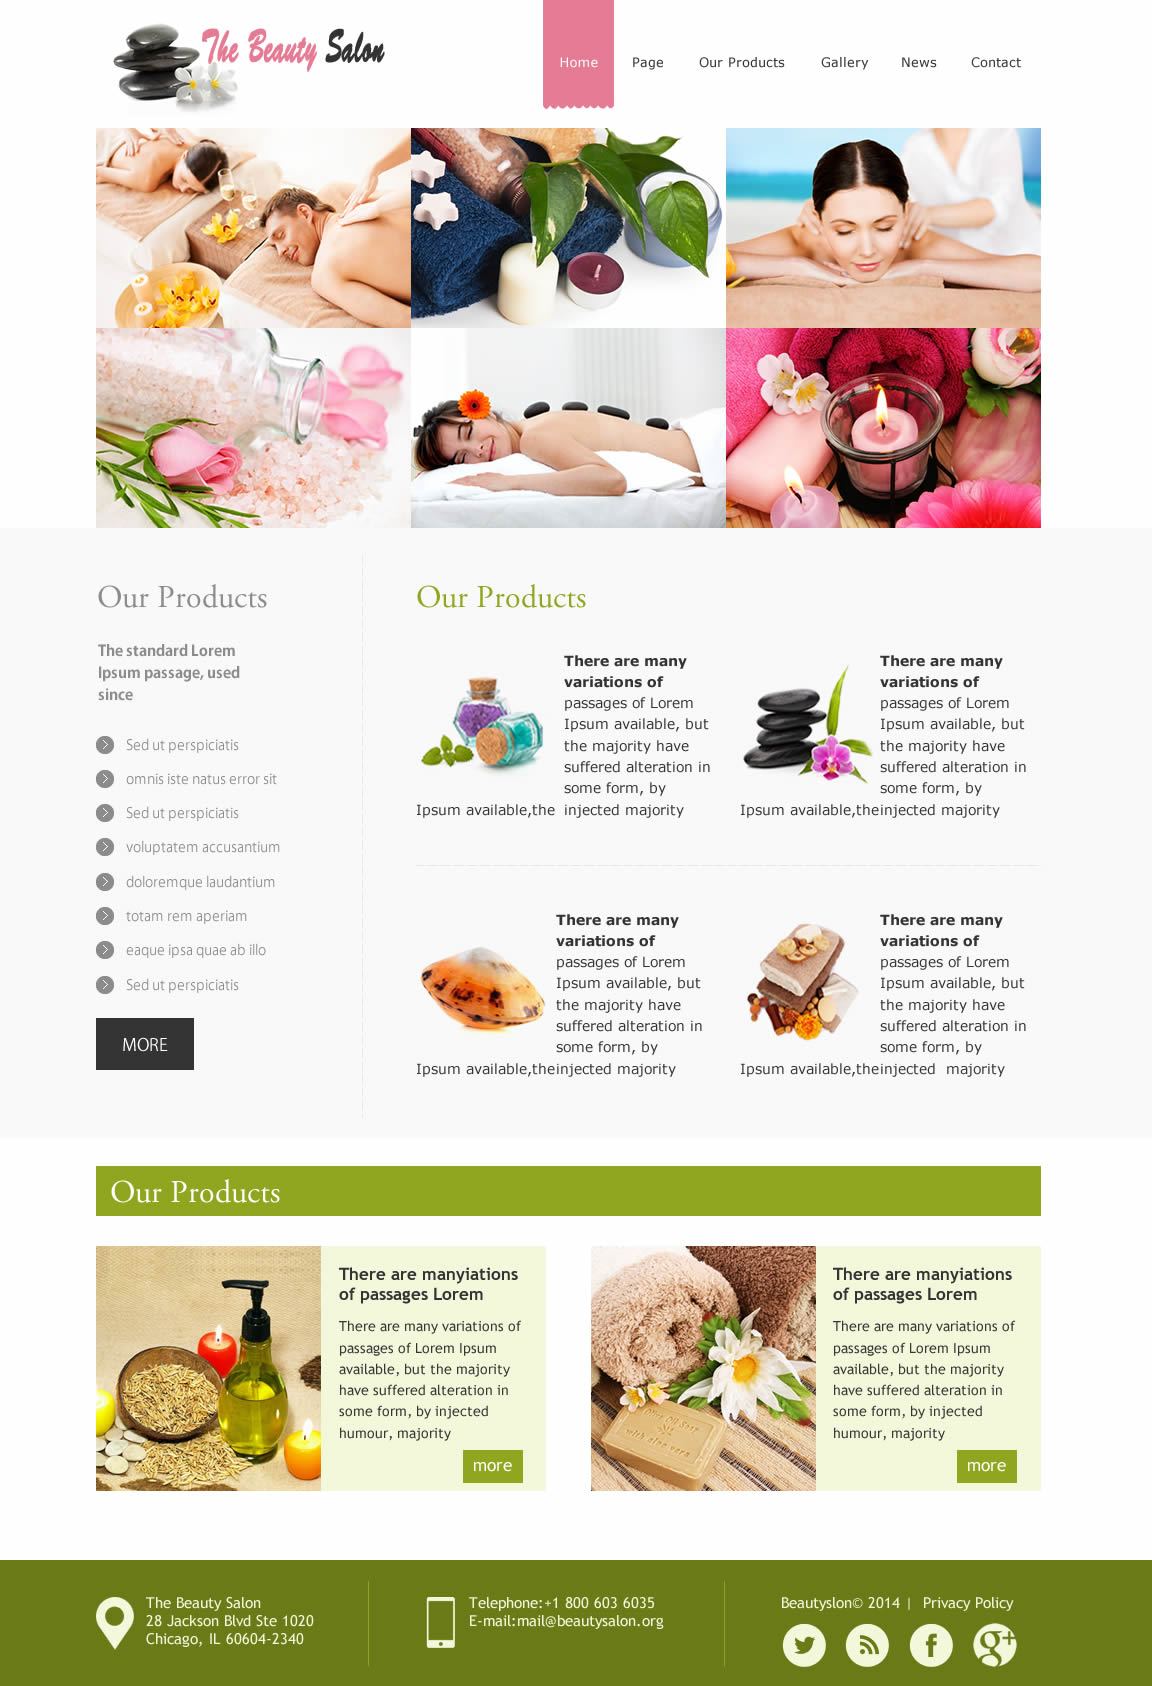 The Beauty Salon
Home Page Our Products Gallery News Contact
Our Products
The standard Lorem
Ipsum passage, used
since
Sed ut perspiciatis
omnis iste natus error sit
Sed ut perspiciatis
voluptatem accusantium
doloremque laudantium
totam rem aperiam
eaque ipsa quae ab illo
Sed ut perspiciatis
MORE
Our Products
There are many
variations of
passages of Lorem
Ipsum available, but
the majority have
suffered alteration in
some form, by
Ipsum available,the injected majority
There are many
variations of
passages of Lorem
Ipsum available, but
the majority have
suffered alteration in
some form, by
Ipsum available,the injected majority
There are many
variations of
passages of Lorem
Ipsum available, but
the majority have
suffered alteration in
some form, by
Ipsum available,the injected majority
There are many
variations of
passages of Lorem
Ipsum available, but
the majority have
suffered alteration in
some form, by
Ipsum available,the injected majority
Our Products
There are manyiations
of passages Lorem
There are many variations of
passages of Lorem Ipsum
available, but the majority
have suffered alteration in
some form, by injected
humour, majority
more
There are manyiations
of passages Lorem
There are many variations of
passages of Lorem Ipsum
available, but the majority
have suffered alteration in
some form, by injected
humour, majority
more
with aloe vera
The Beauty Salon
28 Jackson Blvd Ste 1020
Chicago, IL 60604-2340
Telephone:+1 800 603 6035
E-mail:mail@beautysalon.org
Beautyslon© 2014 | Privacy Policy
f g+